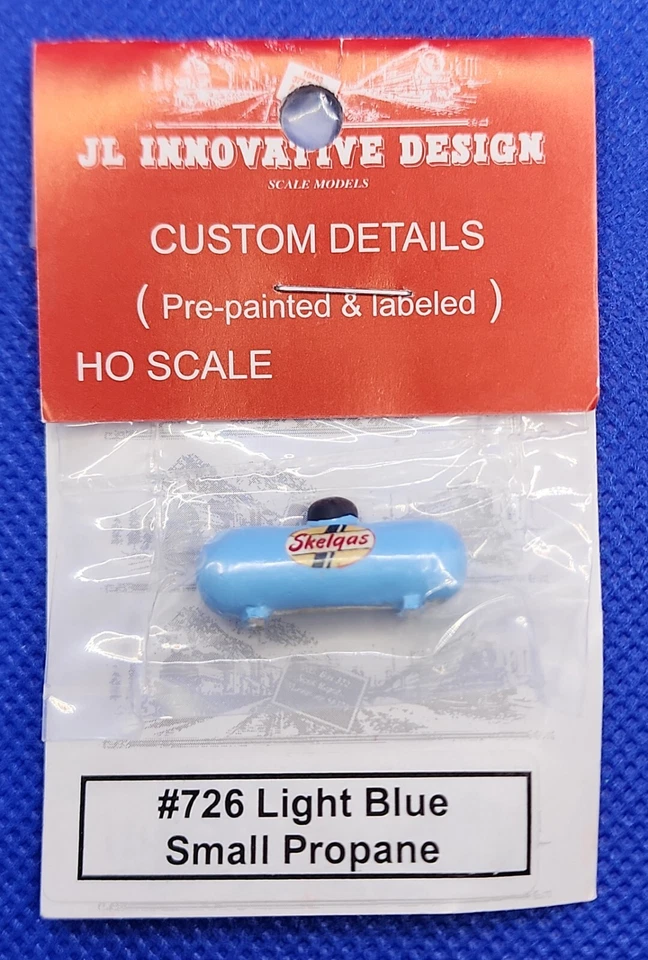 JL INNOVATIVE DESIGN
SCALE MODELS
CUSTOM DETAILS
( Pre-painted & labeled )
HO SCALE
Skelgas
#726 Light Blue
Small Propane